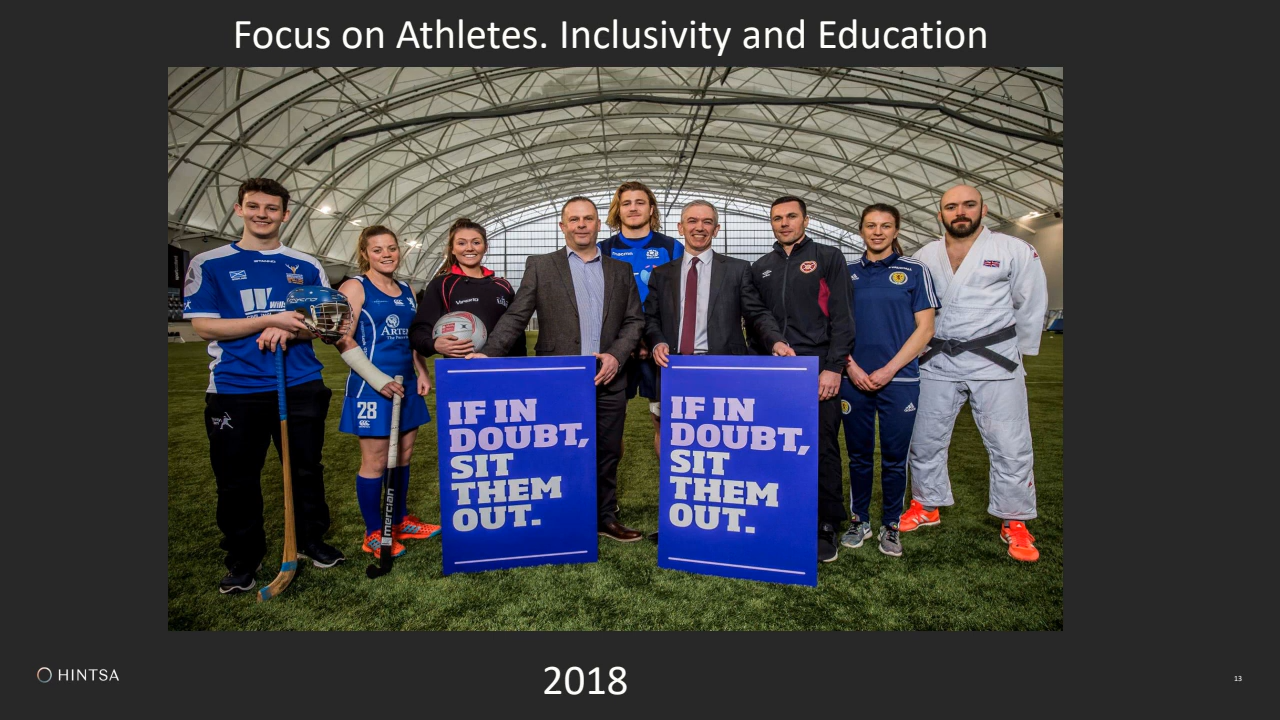 Focus on Athletes. Inclusivity and Education
ARTEM
28
mercian
IF IN
DOUBT,
SIT
THEM
OUT.
IF IN
DOUBT,
SIT
THEM
OUT.
HINTSA
2018
13